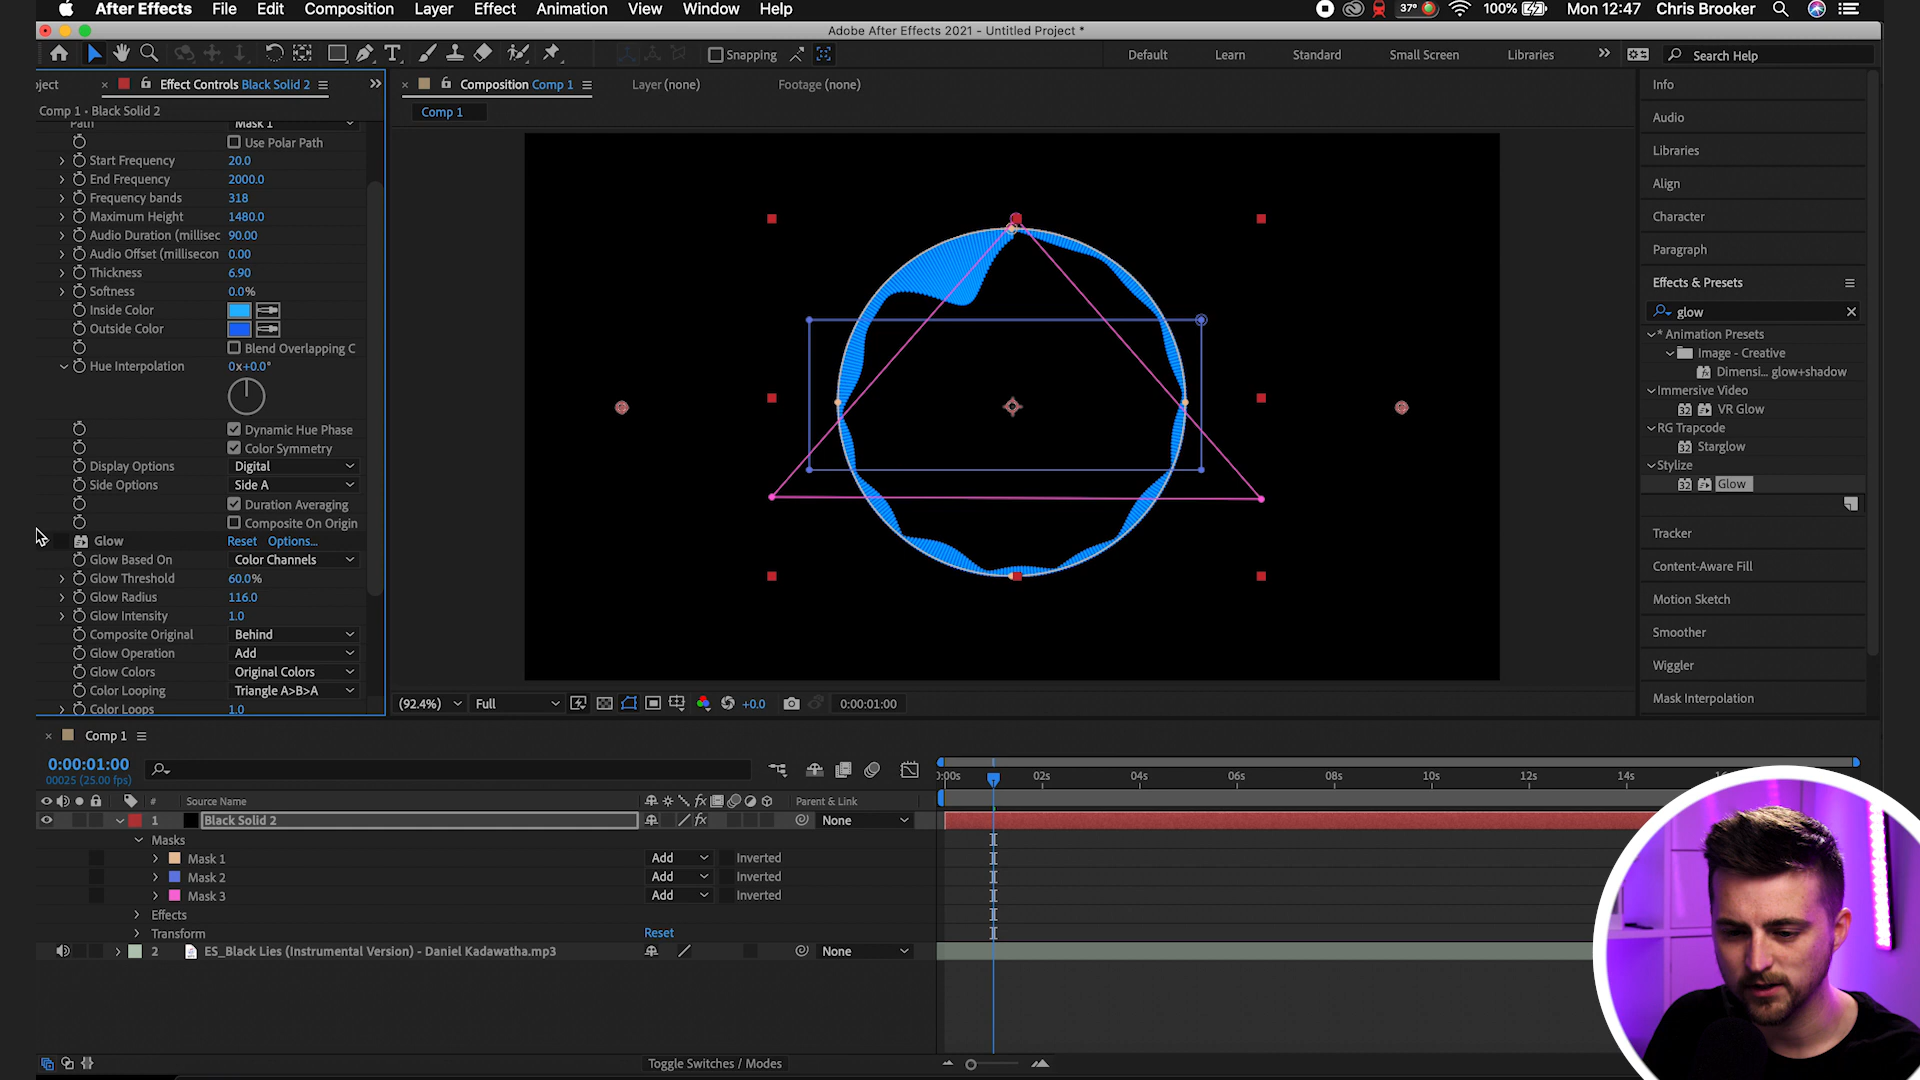 After Effects File Edit Composition Layer Effect Animation View Window Help 37° 100% Mon 12:47 Chris Brooker
Adobe After Effects 2021 - Untitled Project *
Snapping Default Learn Standard Small Screen Libraries Search Help
ject Effect Controls Black Solid 2
Composition Comp 1 Layer (none) Footage (none)
Comp 1 • Black Solid 2
Comp 1
Path Mask 1
Use Polar Path
Start Frequency 20.0
End Frequency 2000.0
Frequency bands 318
Maximum Height 1480.0
Audio Duration (millisec 90.00
Audio Offset (millisecon 0.00
Thickness 6.90
Softness 0.0%
Inside Color
Outside Color
Blend Overlapping C
Hue Interpolation 0x+0.0°
Dynamic Hue Phase
Color Symmetry
Display Options Digital
Side Options Side A
Duration Averaging
Composite On Origin
Glow Reset Options...
Glow Based On Color Channels
Glow Threshold 60.0%
Glow Radius 116.0
Glow Intensity 1.0
Composite Original Behind
Glow Operation Add
Glow Colors Original Colors
Color Looping Triangle A>B>A
Color Loops 1.0
(92.4%) Full +0.0 0:00:01:00
Info
Audio
Libraries
Align
Character
Paragraph
Effects & Presets
glow
* Animation Presets
Image - Creative
Dimensi... glow+shadow
Immersive Video
32 VR Glow
RG Trapcode
32 Starglow
Stylize
32 Glow
Tracker
Content-Aware Fill
Motion Sketch
Smoother
Wiggler
Mask Interpolation
Comp 1
0:00:01:00
00025 (25.00 fps)
:00s 02s 04s 06s 08s 10s 12s 14s
# Source Name fx Parent & Link
1 Black Solid 2 fx None
Masks
Mask 1 Add Inverted
Mask 2 Add Inverted
Mask 3 Add Inverted
Effects
Transform Reset
2 ES_Black Lies (Instrumental Version) - Daniel Kadawatha.mp3 None
Toggle Switches / Modes